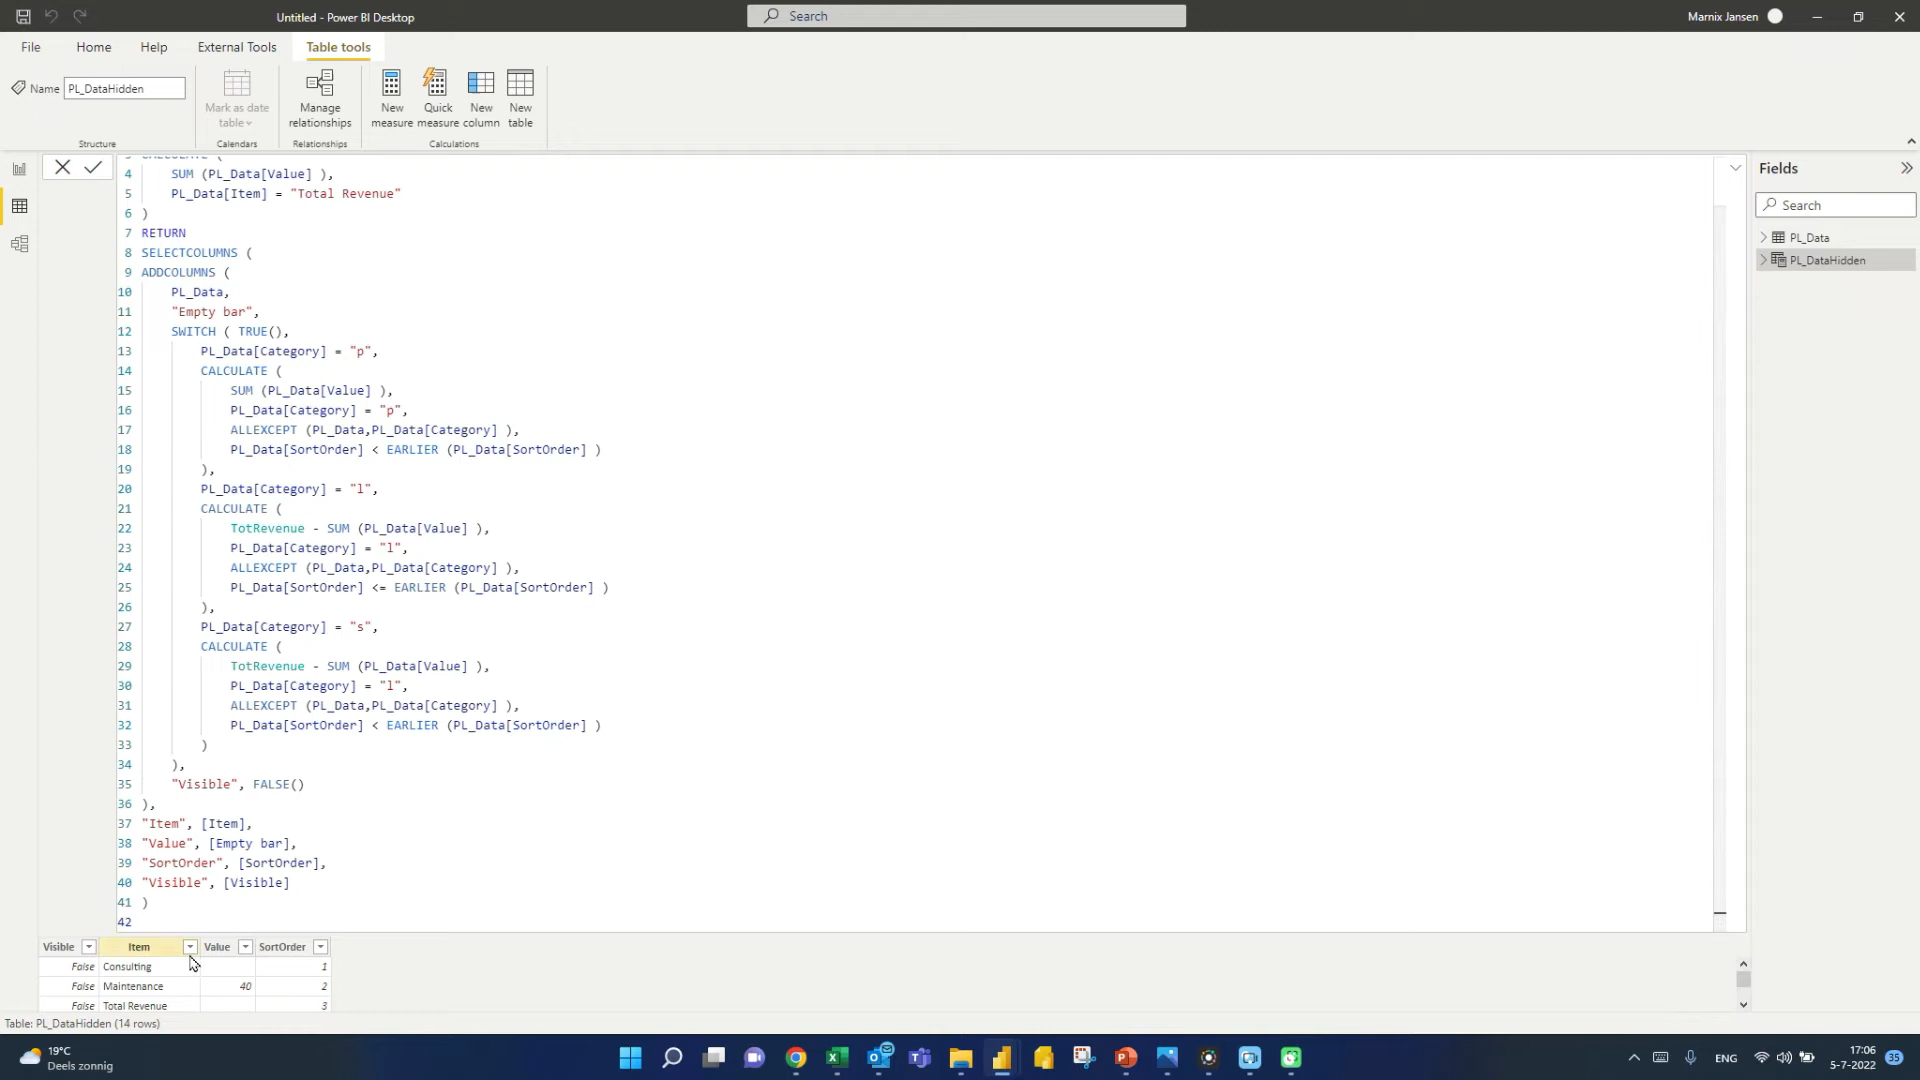 Untitled - Power BI Desktop
Search
Marnix Jansen
File
Home
Help
External Tools
Table tools
Name
PL_DataHidden
Mark as date
table
Manage
relationships
New
measure
Quick
measure
New
column
New
table
Structure
Calendars
Relationships
Calculations
4 SUM (PL_Data[Value] ),
5 PL_Data[Item] = "Total Revenue"
6 )
7 RETURN
8 SELECTCOLUMNS (
9 ADDCOLUMNS (
10 PL_Data,
11 "Empty bar",
12 SWITCH ( TRUE(),
13 PL_Data[Category] = "p",
14 CALCULATE (
15 SUM (PL_Data[Value] ),
16 PL_Data[Category] = "p",
17 ALLEXCEPT (PL_Data,PL_Data[Category] ),
18 PL_Data[SortOrder] < EARLIER (PL_Data[SortOrder] )
19 ),
20 PL_Data[Category] = "l",
21 CALCULATE (
22 TotRevenue - SUM (PL_Data[Value] ),
23 PL_Data[Category] = "l",
24 ALLEXCEPT (PL_Data,PL_Data[Category] ),
25 PL_Data[SortOrder] <= EARLIER (PL_Data[SortOrder] )
26 ),
27 PL_Data[Category] = "s",
28 CALCULATE (
29 TotRevenue - SUM (PL_Data[Value] ),
30 PL_Data[Category] = "l",
31 ALLEXCEPT (PL_Data,PL_Data[Category] ),
32 PL_Data[SortOrder] < EARLIER (PL_Data[SortOrder] )
33 )
34 ),
35 "Visible", FALSE()
36 ),
37 "Item", [Item],
38 "Value", [Empty bar],
39 "SortOrder", [SortOrder],
40 "Visible", [Visible]
41 )
42
Fields
Search
PL_Data
PL_DataHidden
Visible Item Value SortOrder
False Consulting 1
False Maintenance 40 2
False Total Revenue 3
Table: PL_DataHidden (14 rows)
19°C
Deels zonnig
ENG
17:06
5-7-2022
35